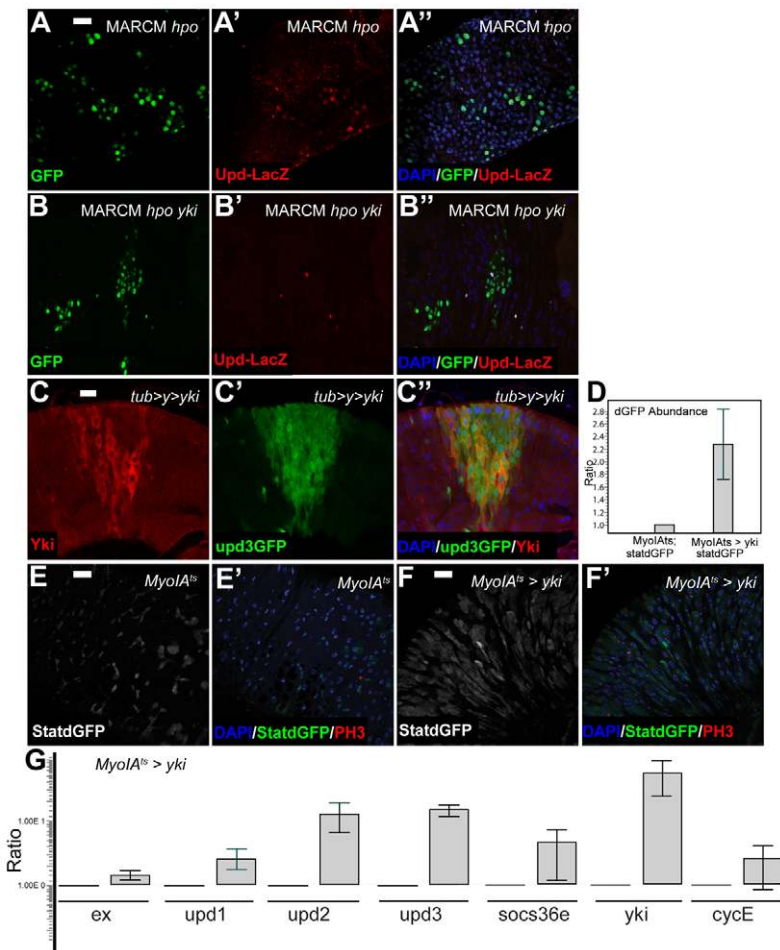 A MARCM hpo
GFP
A' MARCM hpo
Upd-LacZ
A'' MARCM hpo
DAPI/GFP/Upd-LacZ
B MARCM hpo yki
GFP
B' MARCM hpo yki
Upd-LacZ
B'' MARCM hpo yki
DAPI/GFP/Upd-LacZ
C tub>y>yki
Yki
C' tub>y>yki
upd3GFP
C'' tub>y>yki
DAPI/upd3GFP/Yki
D
dGFP Abundance
Ratio
2.8
2.6
2.4
2.2
2.0
1.8
1.6
1.4
1.2
1.0
MyoIAts;
statdGFP
MyoIAts > yki
statdGFP
E MyoIAᵗˢ
StatdGFP
E' MyoIAᵗˢ
DAPI/StatdGFP/PH3
F MyoIAᵗˢ > yki
StatdGFP
F' MyoIAᵗˢ > yki
DAPI/StatdGFP/PH3
G MyoIAᵗˢ > yki
Ratio
1.00E 1
1.00E 0
ex upd1 upd2 upd3 socs36e yki cycE